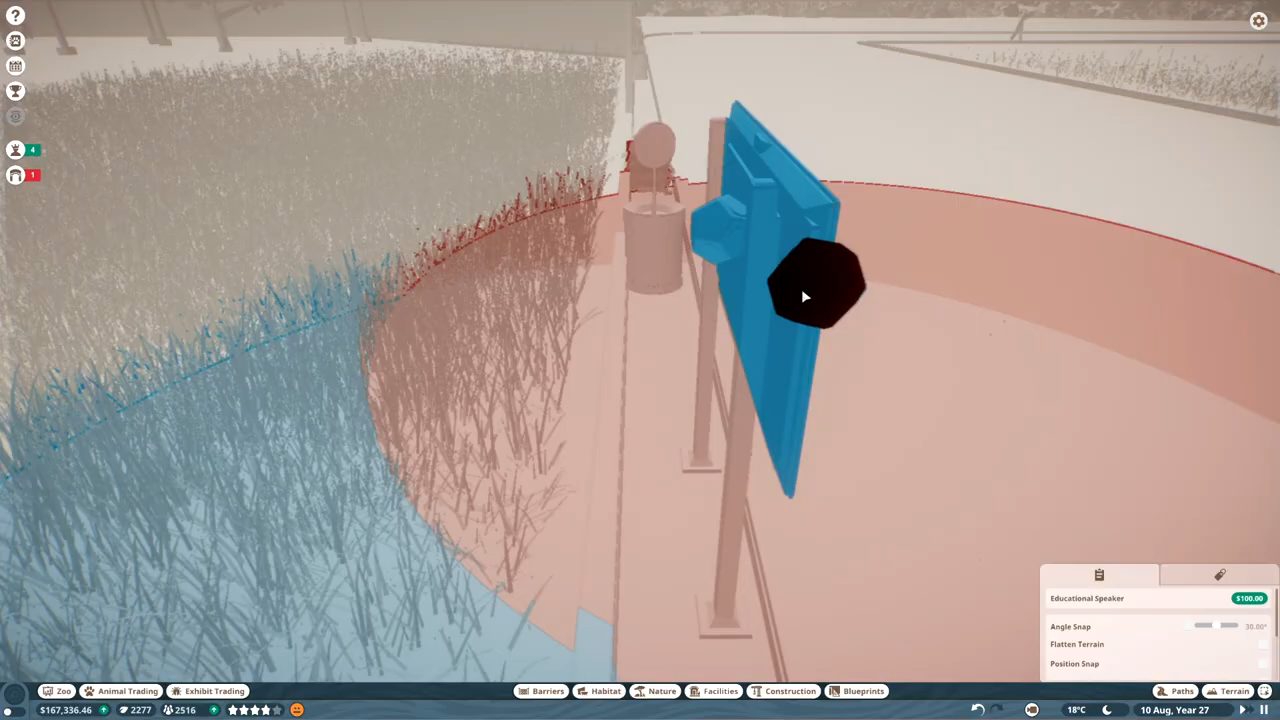 ?
4
1
Educational Speaker $100.00
Angle Snap 30.00°
Flatten Terrain
Position Snap
Zoo Animal Trading Exhibit Trading Barriers Habitat Nature Facilities Construction Blueprints Paths Terrain
$167,336.46 2277 2516 18°C 10 Aug, Year 27